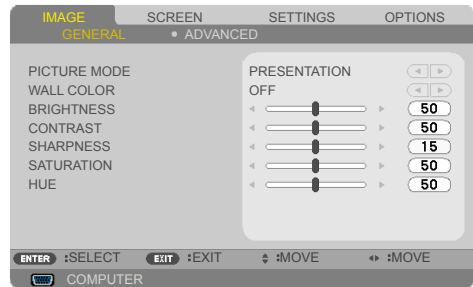 IMAGE SCREEN SETTINGS OPTIONS
GENERAL • ADVANCED
PICTURE MODE PRESENTATION
WALL COLOR OFF
BRIGHTNESS 50
CONTRAST 50
SHARPNESS 15
SATURATION 50
HUE 50
ENTER :SELECT EXIT :EXIT :MOVE :MOVE
COMPUTER